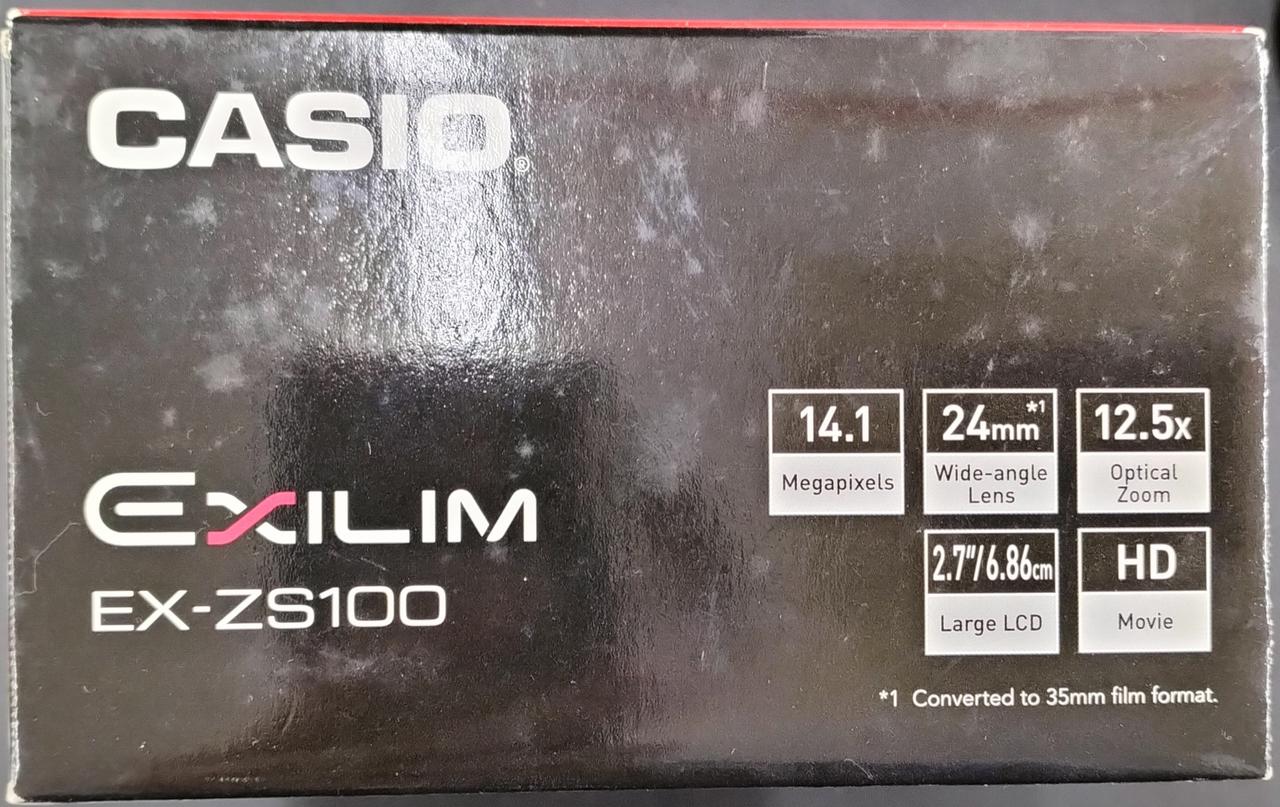 CASIO®
14.1
Megapixels
24mm*1
Wide-angle
Lens
12.5x
Optical
Zoom
EXILIM
EX-ZS100
2.7"/6.86cm
Large LCD
HD
Movie
*1 Converted to 35mm film format.